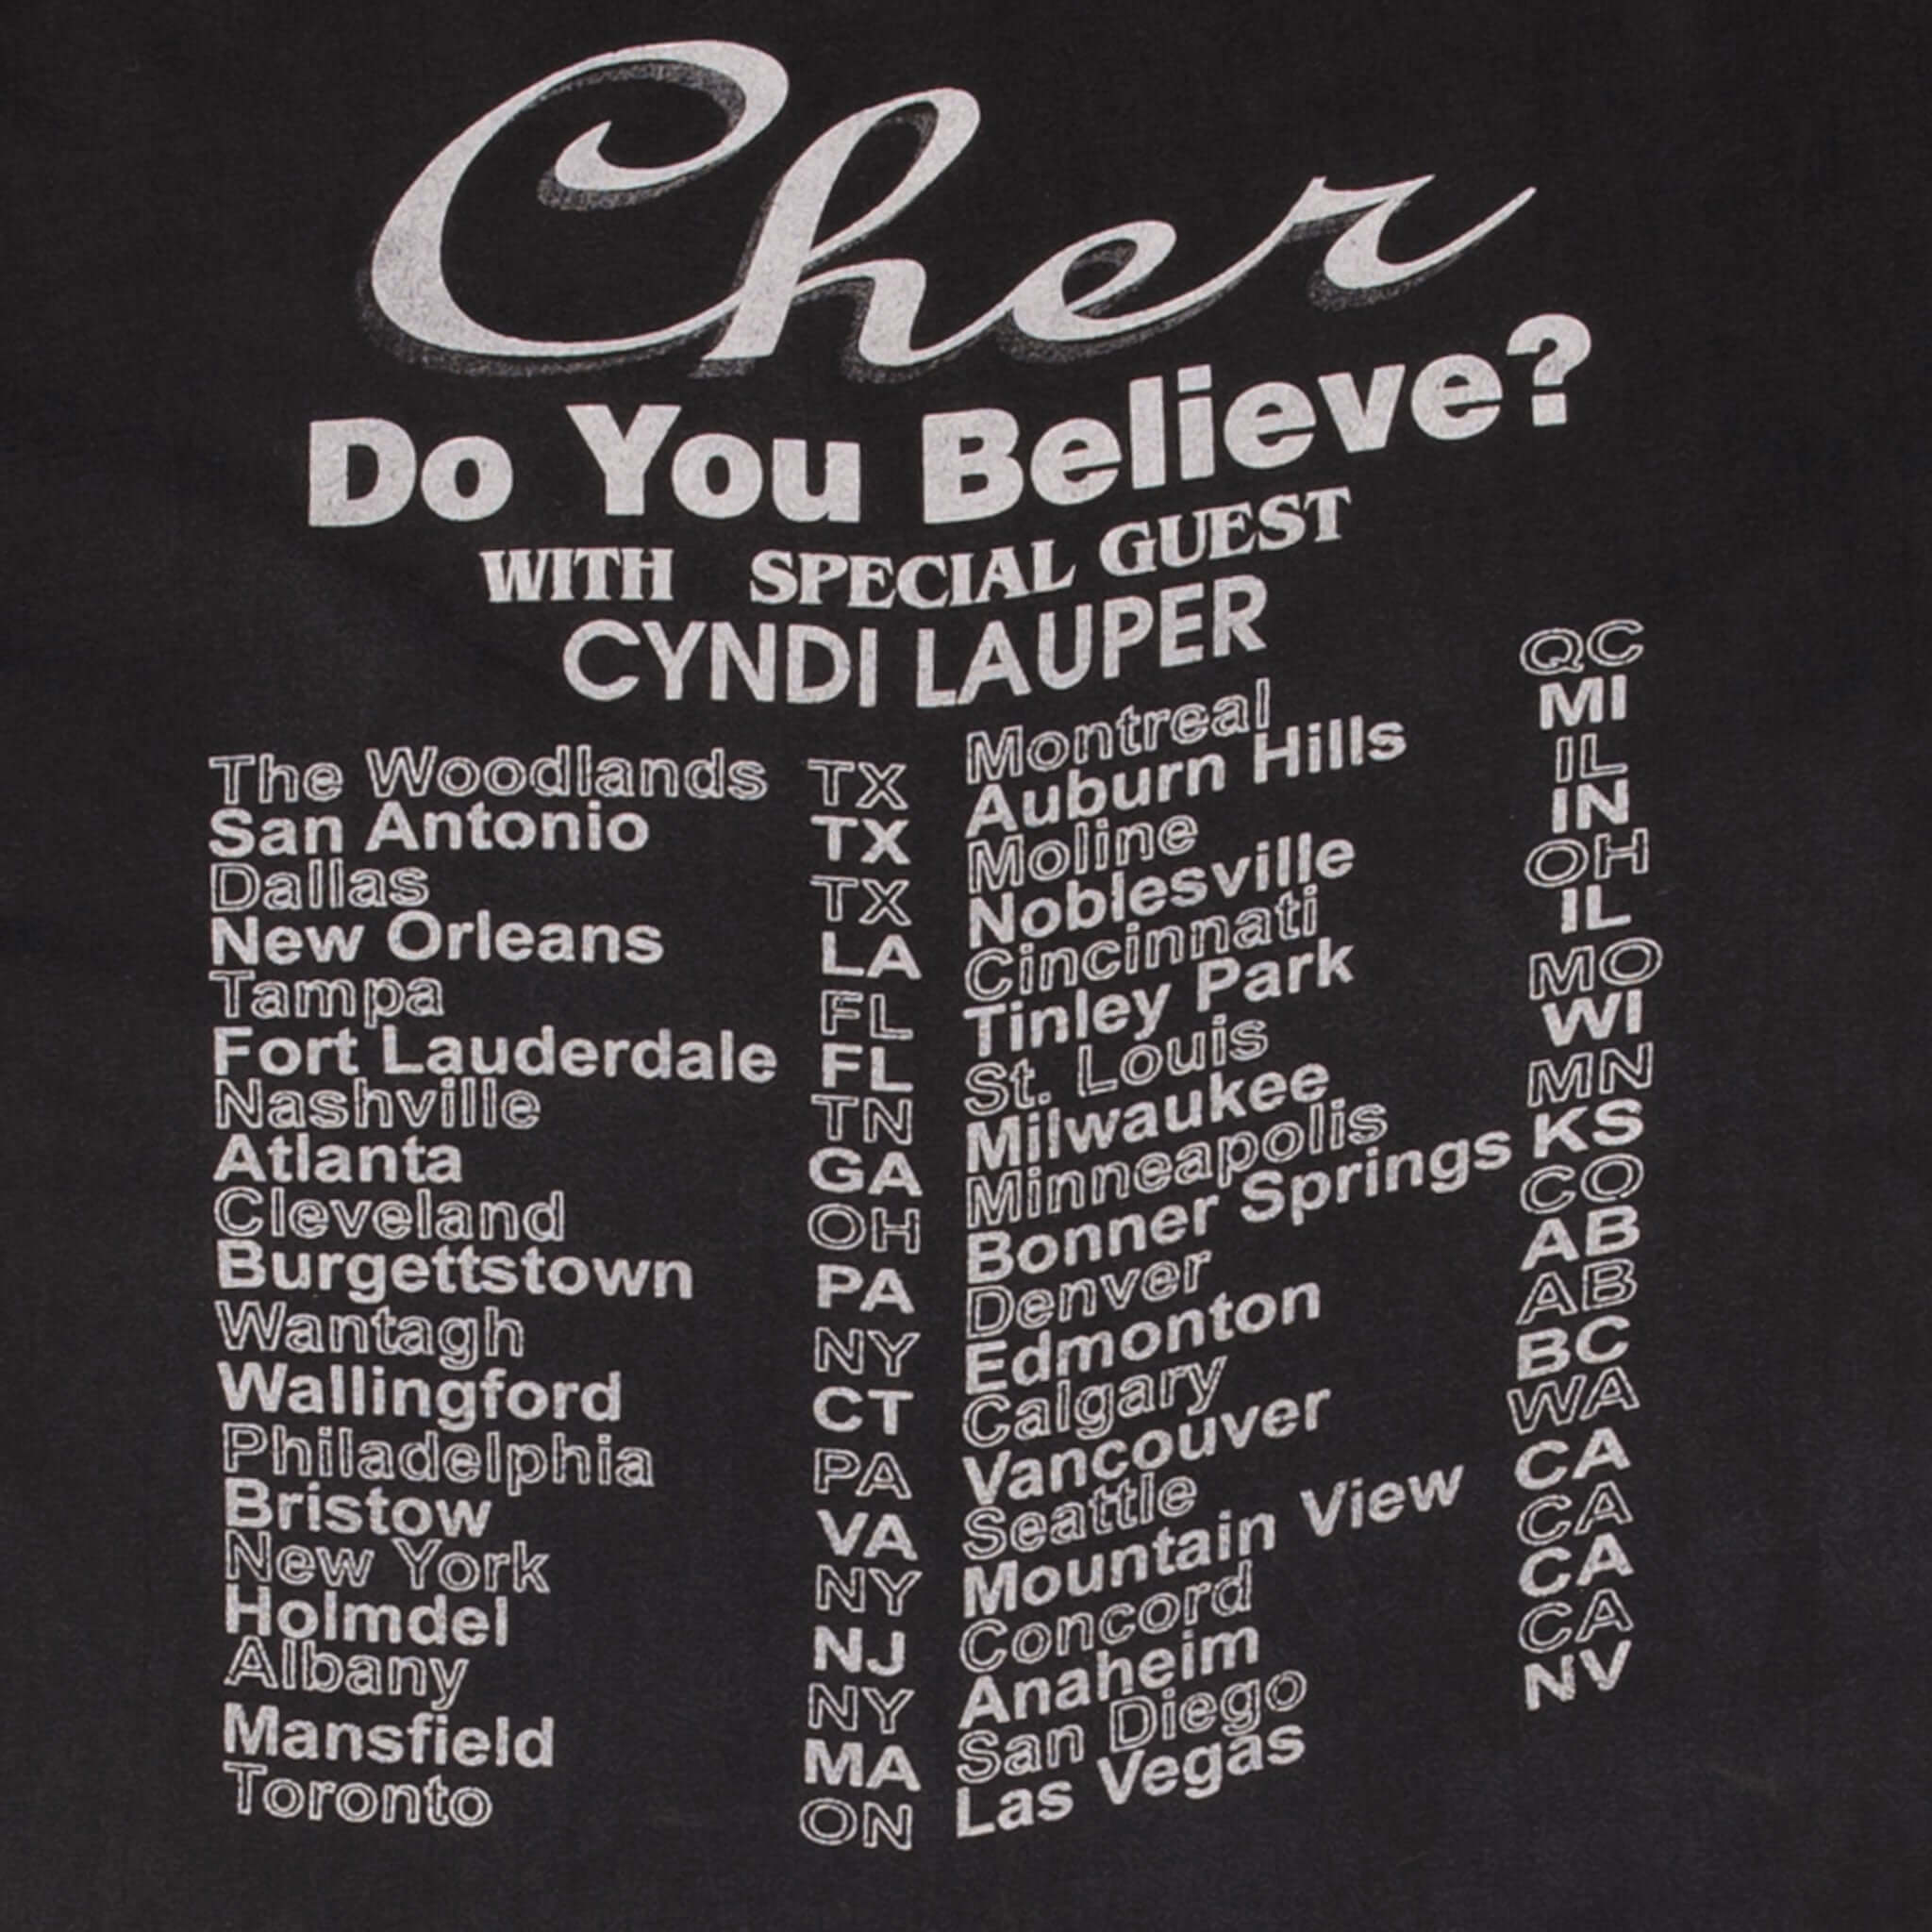 Cher
Do You Believe?
WITH SPECIAL GUEST
CYNDI LAUPER
The Woodlands TX
San Antonio TX
Dallas TX
New Orleans LA
Tampa FL
Fort Lauderdale FL
Nashville TN
Atlanta GA
Cleveland OH
Burgettstown PA
Wantagh NY
Wallingford CT
Philadelphia PA
Bristow VA
New York NY
Holmdel NJ
Albany NY
Mansfield MA
Toronto ON
Montreal QC
Auburn Hills MI
Moline IL
Noblesville IN
Cincinnati OH
Tinley Park IL
St. Louis MO
Milwaukee WI
Minneapolis MN
Bonner Springs KS
Denver CO
Edmonton AB
Calgary AB
Vancouver BC
Seattle WA
Mountain View CA
Concord CA
Anaheim CA
San Diego CA
Las Vegas NV